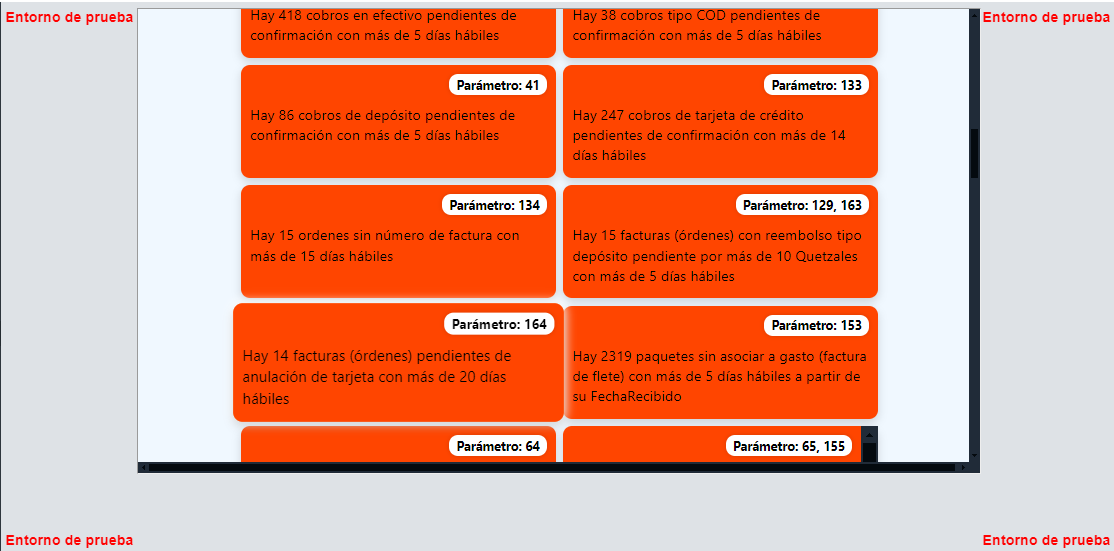 Entorno de prueba
Entorno de prueba
Hay 418 cobros en efectivo pendientes de
confirmación con más de 5 días hábiles
Hay 38 cobros tipo COD pendientes de
confirmación con más de 5 días hábiles
Parámetro: 41
Hay 86 cobros de depósito pendientes de
confirmación con más de 5 días hábiles
Parámetro: 133
Hay 247 cobros de tarjeta de crédito
pendientes de confirmación con más de 14
días hábiles
Parámetro: 134
Hay 15 ordenes sin número de factura con
más de 15 días hábiles
Parámetro: 129, 163
Hay 15 facturas (órdenes) con reembolso tipo
depósito pendiente por más de 10 Quetzales
con más de 5 días hábiles
Parámetro: 164
Hay 14 facturas (órdenes) pendientes de
anulación de tarjeta con más de 20 días
hábiles
Parámetro: 153
Hay 2319 paquetes sin asociar a gasto (factura
de flete) con más de 5 días hábiles a partir de
su FechaRecibido
Parámetro: 64
Parámetro: 65, 155
Entorno de prueba
Entorno de prueba